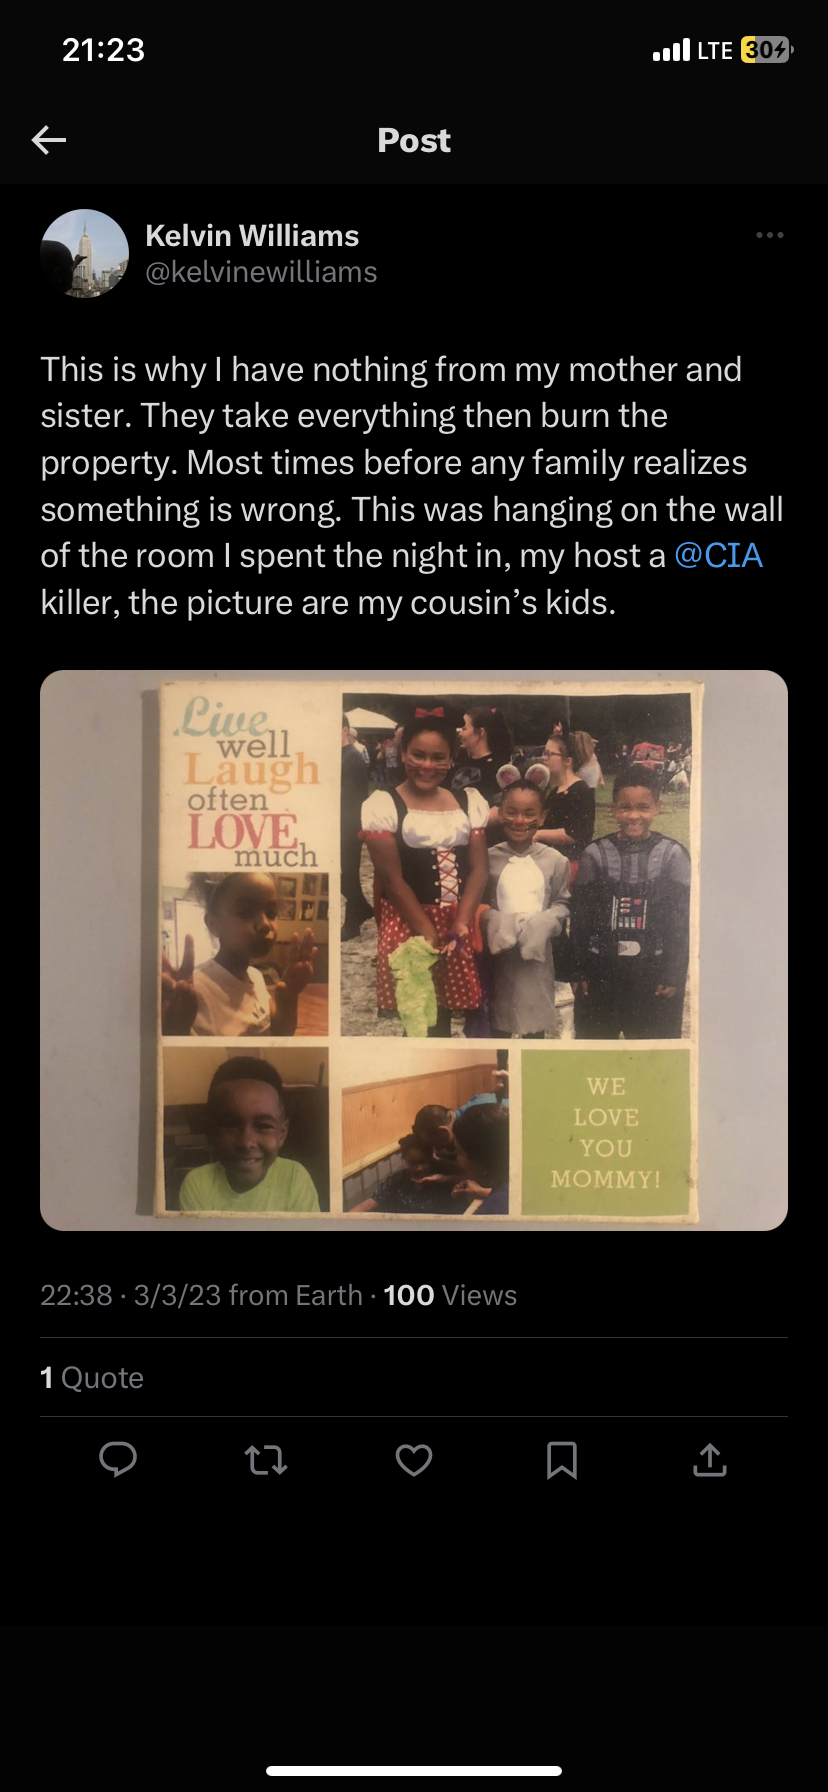 21:23
LTE 30
Post
Kelvin Williams
@kelvinewilliams
This is why I have nothing from my mother and
sister. They take everything then burn the
property. Most times before any family realizes
something is wrong. This was hanging on the wall
of the room I spent the night in, my host a @CIA
killer, the picture are my cousin’s kids.
Live
well
Laugh
often
LOVE
much
WE
LOVE
YOU
MOMMY!
22:38 · 3/3/23 from Earth · 100 Views
1 Quote